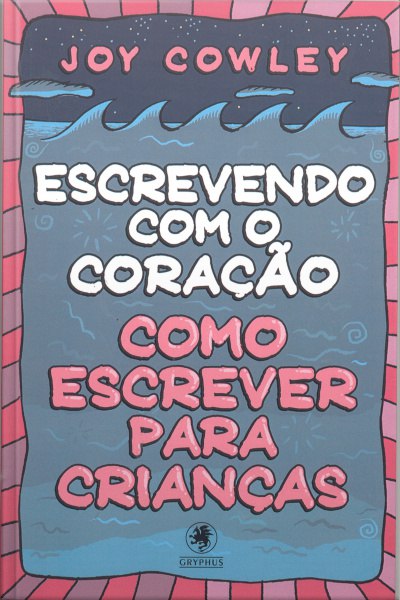 JOY COWLEY
ESCREVENDO
COM O
CORAÇÃO
COMO
ESCREVER
PARA
CRIANÇAS
GRYPHUS